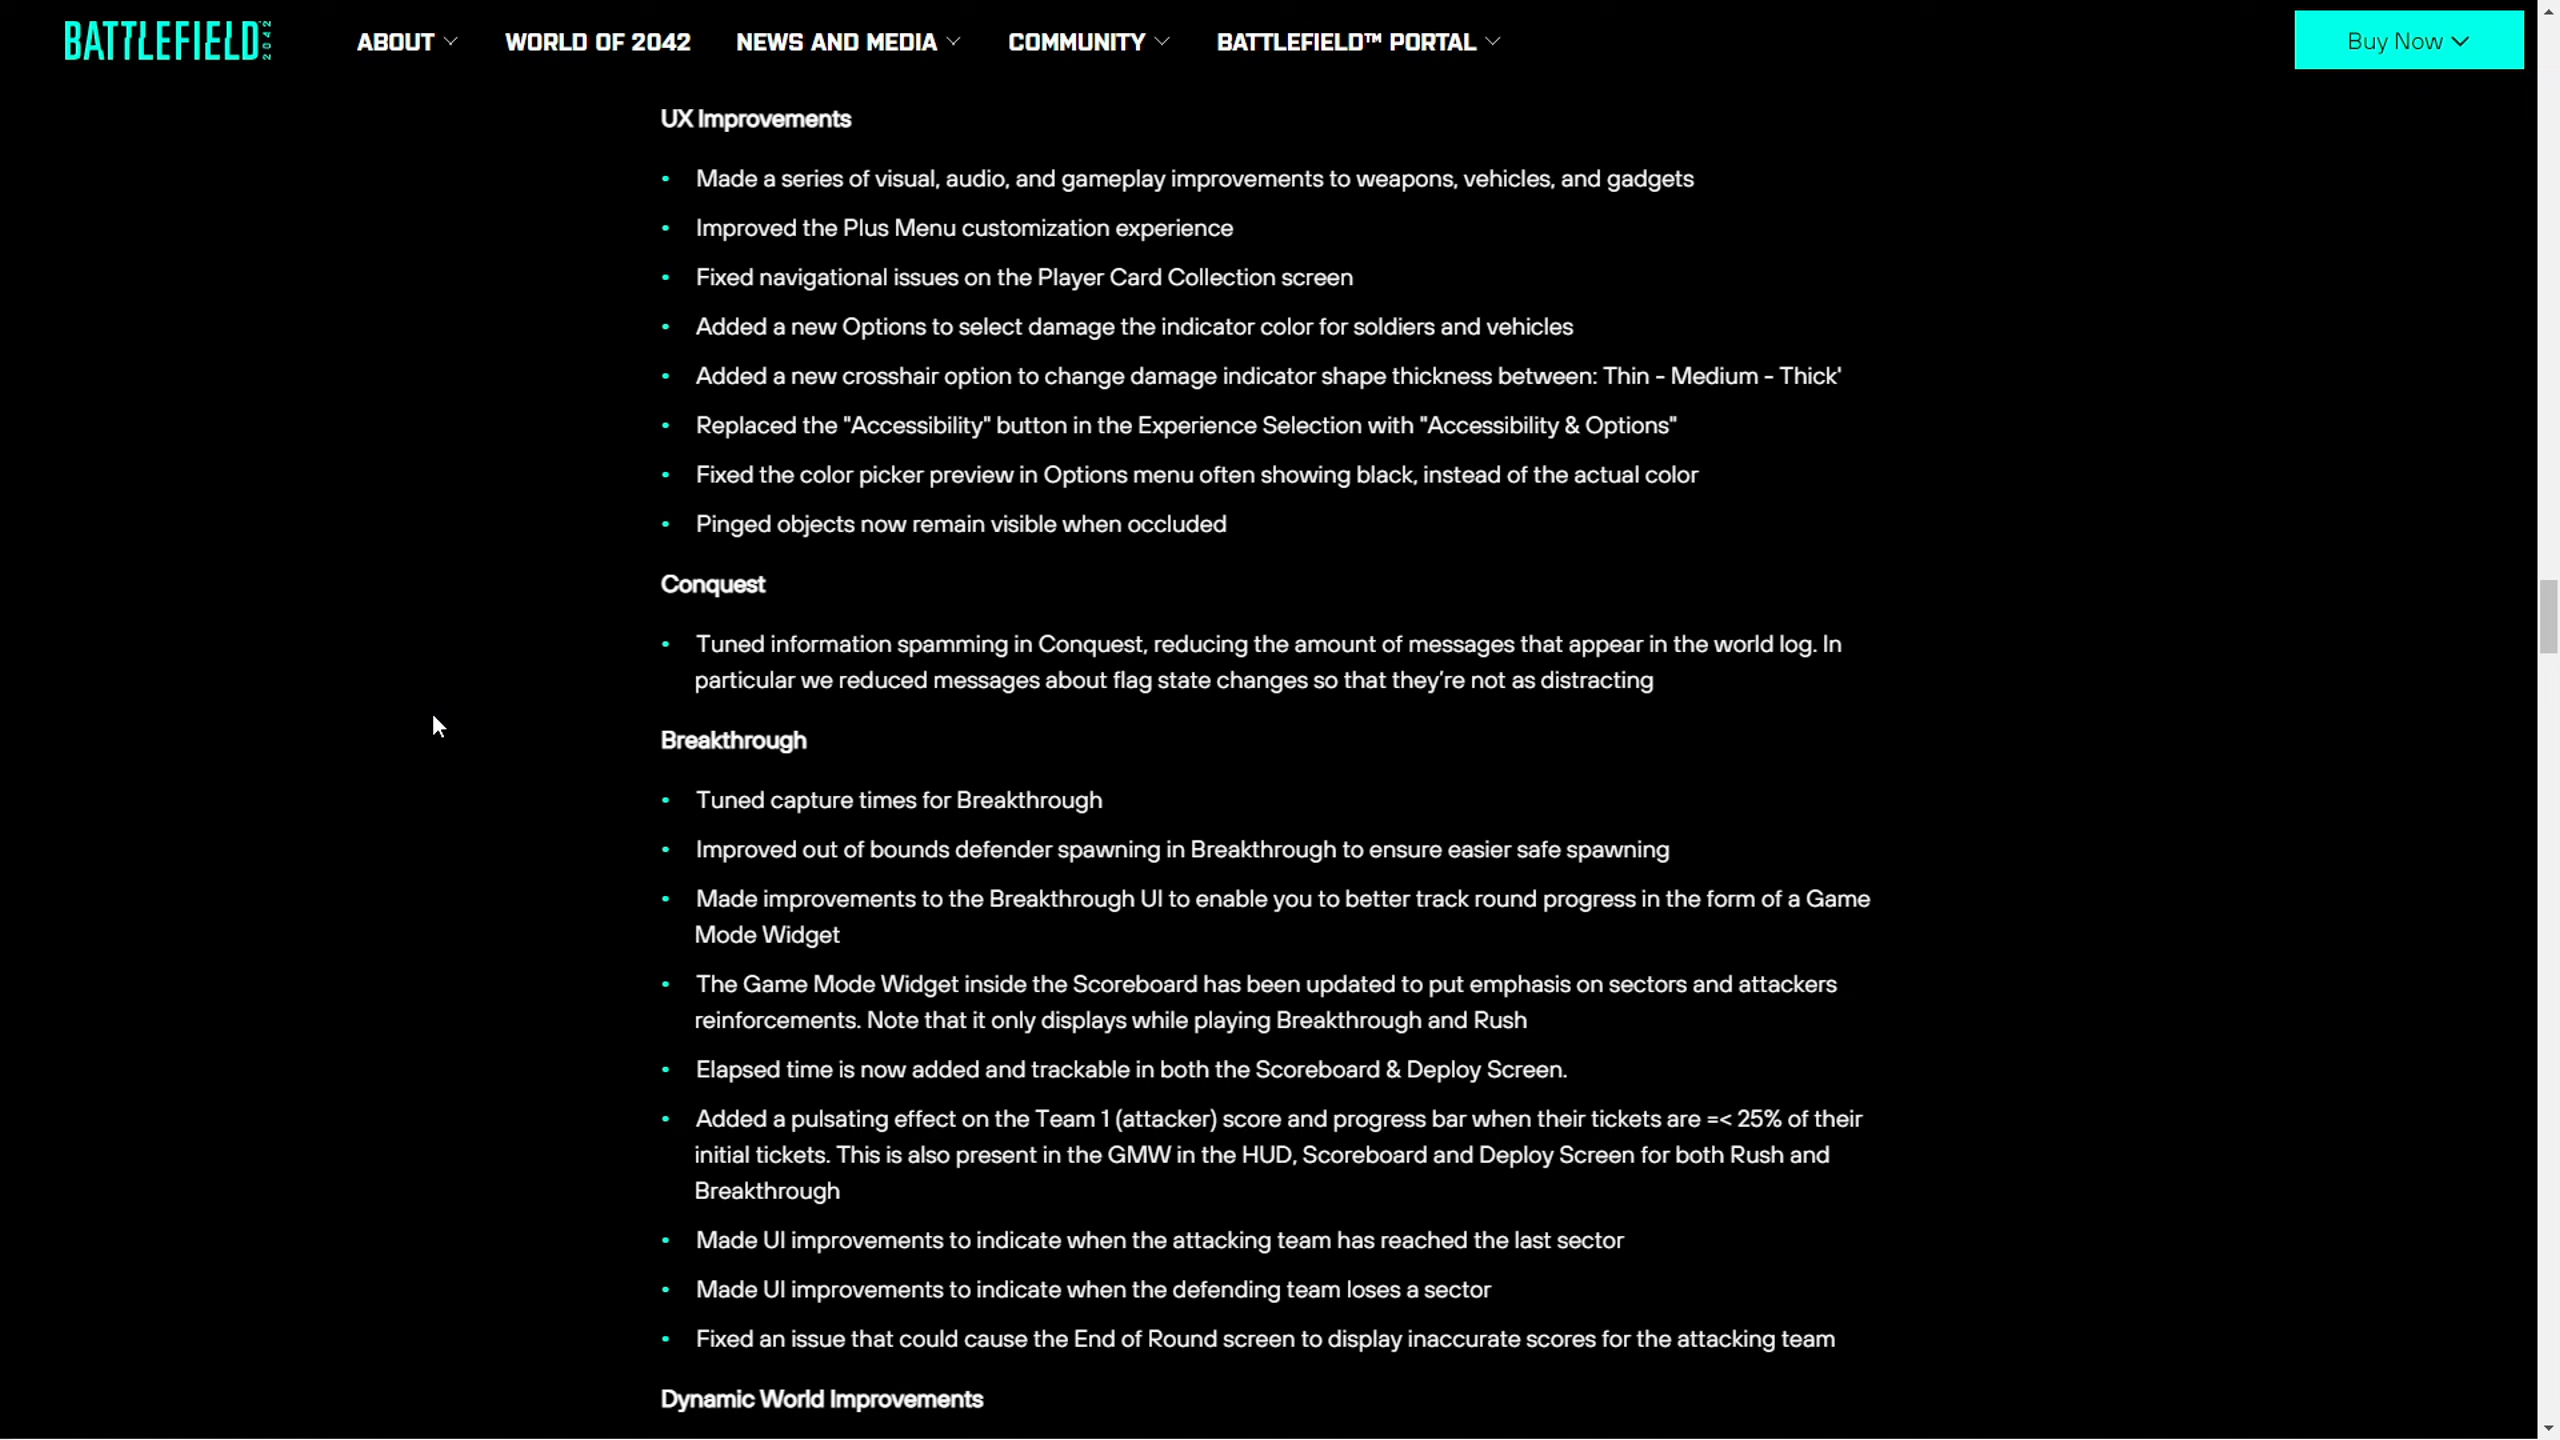 BATTLEFIELD 2042
ABOUT
WORLD OF 2042
NEWS AND MEDIA
COMMUNITY
BATTLEFIELD™ PORTAL
Buy Now
UX Improvements
• Made a series of visual, audio, and gameplay improvements to weapons, vehicles, and gadgets
• Improved the Plus Menu customization experience
• Fixed navigational issues on the Player Card Collection screen
• Added a new Options to select damage the indicator color for soldiers and vehicles
• Added a new crosshair option to change damage indicator shape thickness between: Thin - Medium - Thick'
• Replaced the "Accessibility" button in the Experience Selection with "Accessibility & Options"
• Fixed the color picker preview in Options menu often showing black, instead of the actual color
• Pinged objects now remain visible when occluded
Conquest
• Tuned information spamming in Conquest, reducing the amount of messages that appear in the world log. In
particular we reduced messages about flag state changes so that they’re not as distracting
Breakthrough
• Tuned capture times for Breakthrough
• Improved out of bounds defender spawning in Breakthrough to ensure easier safe spawning
• Made improvements to the Breakthrough UI to enable you to better track round progress in the form of a Game
Mode Widget
• The Game Mode Widget inside the Scoreboard has been updated to put emphasis on sectors and attackers
reinforcements. Note that it only displays while playing Breakthrough and Rush
• Elapsed time is now added and trackable in both the Scoreboard & Deploy Screen.
• Added a pulsating effect on the Team 1 (attacker) score and progress bar when their tickets are =< 25% of their
initial tickets. This is also present in the GMW in the HUD, Scoreboard and Deploy Screen for both Rush and
Breakthrough
• Made UI improvements to indicate when the attacking team has reached the last sector
• Made UI improvements to indicate when the defending team loses a sector
• Fixed an issue that could cause the End of Round screen to display inaccurate scores for the attacking team
Dynamic World Improvements